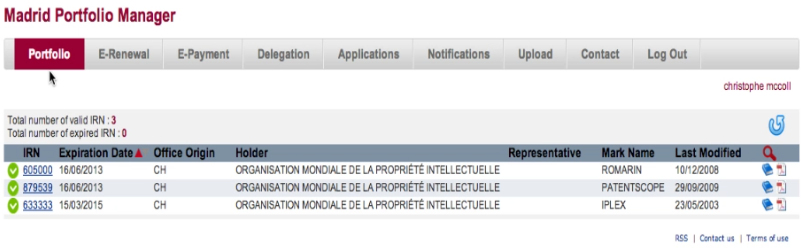 Madrid Portfolio Manager
Portfolio E-Renewal E-Payment Delegation Applications Notifications Upload Contact Log Out
christophe mccoll
Total number of valid IRN : 3
Total number of expired IRN : 0
IRN Expiration Date Office Origin Holder Representative Mark Name Last Modified
605000 16/06/2013 CH ORGANISATION MONDIALE DE LA PROPRIÉTÉ INTELLECTUELLE ROMARIN 10/12/2008
879539 16/06/2013 CH ORGANISATION MONDIALE DE LA PROPRIÉTÉ INTELLECTUELLE PATENTSCOPE 29/09/2009
633333 15/03/2015 CH ORGANISATION MONDIALE DE LA PROPRIÉTÉ INTELLECTUELLE IPLEX 23/05/2003
RSS | Contact us | Terms of use